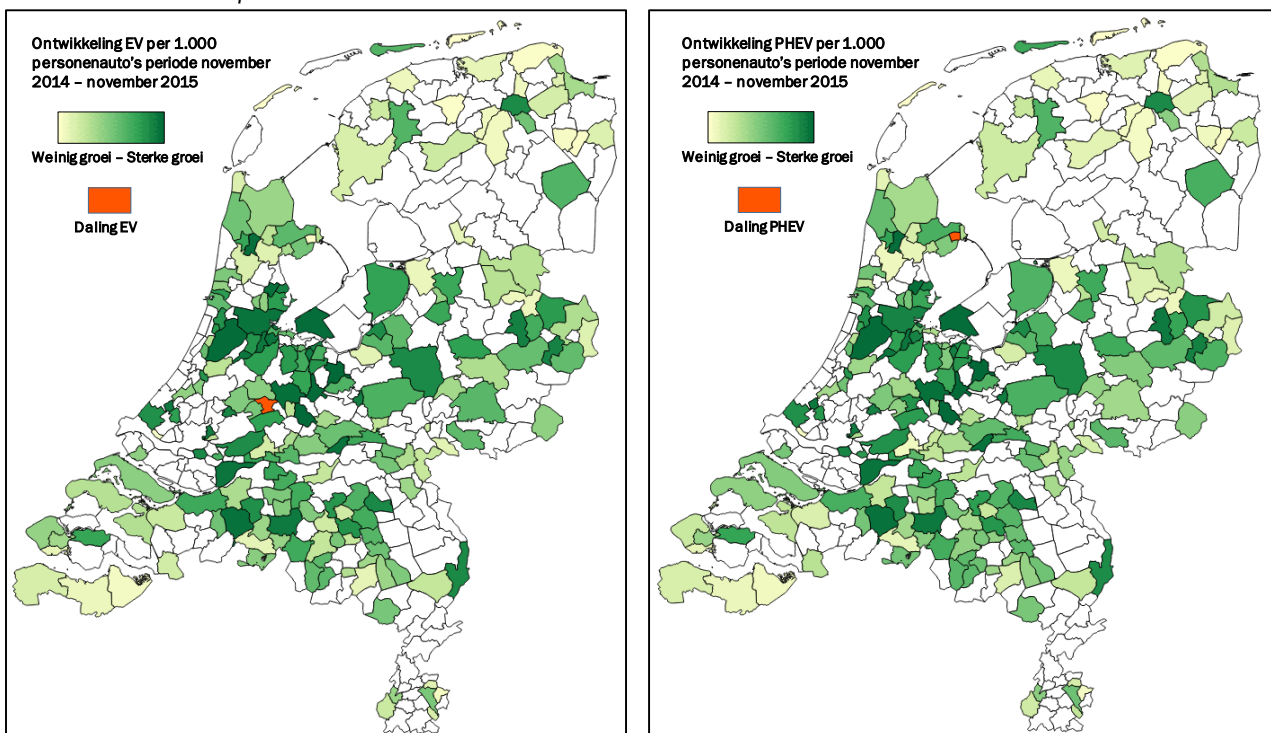 Ontwikkeling EV per 1.000
personenauto's periode november
2014 – november 2015
Weinig groei – Sterke groei
Daling EV
Ontwikkeling PHEV per 1.000
personenauto's periode november
2014 – november 2015
Weinig groei – Sterke groei
Daling PHEV